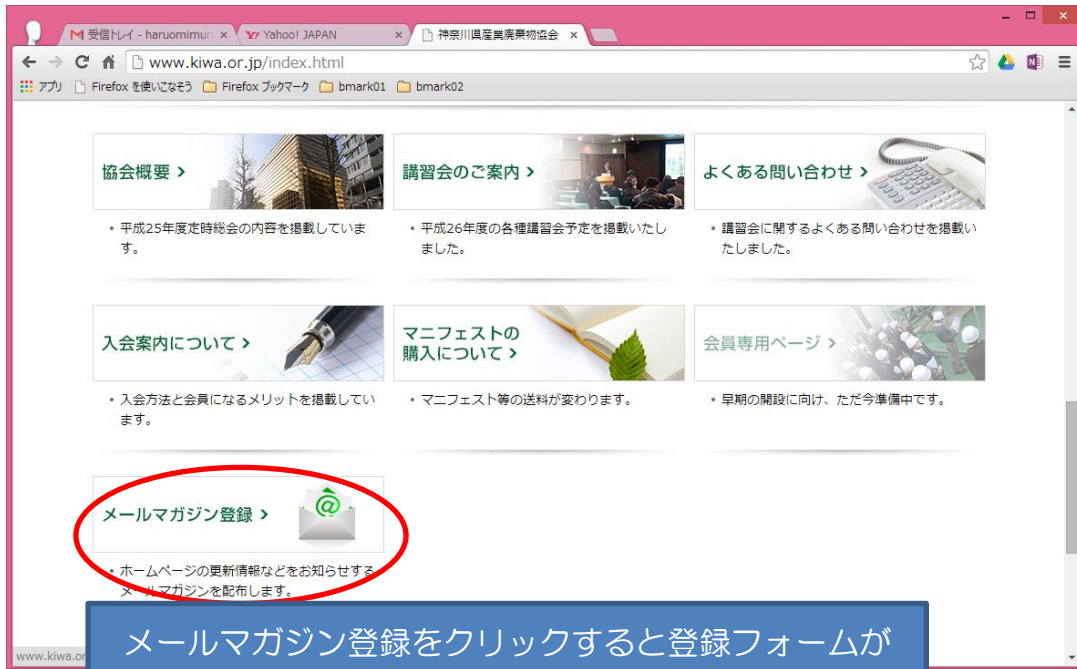 受信トレイ - haruomimun
Yahoo! JAPAN
神奈川県産業廃棄物協会
www.kiwa.or.jp/index.html
アプリ Firefox を使いこなそう Firefox ブックマーク bmark01 bmark02
協会概要 講習会のご案内 よくある問い合わせ
・平成25年度定時総会の内容を掲載していま
す。
・平成26年度の各種講習会予定を掲載いたし
ました。
・講習会に関するよくある問い合わせを掲載い
たしました。
入会案内について
マニフェストの
購入について
会員専用ページ
・入会方法と会員になるメリットを掲載してい
ます。
・マニフェスト等の送料が変わります。
・早期の開設に向け、ただ今準備中です。
メールマガジン登録
・ホームページの更新情報などをお知らせする
メールマガジンを配布します。
メールマガジン登録をクリックすると登録フォームが
www.kiwa.or